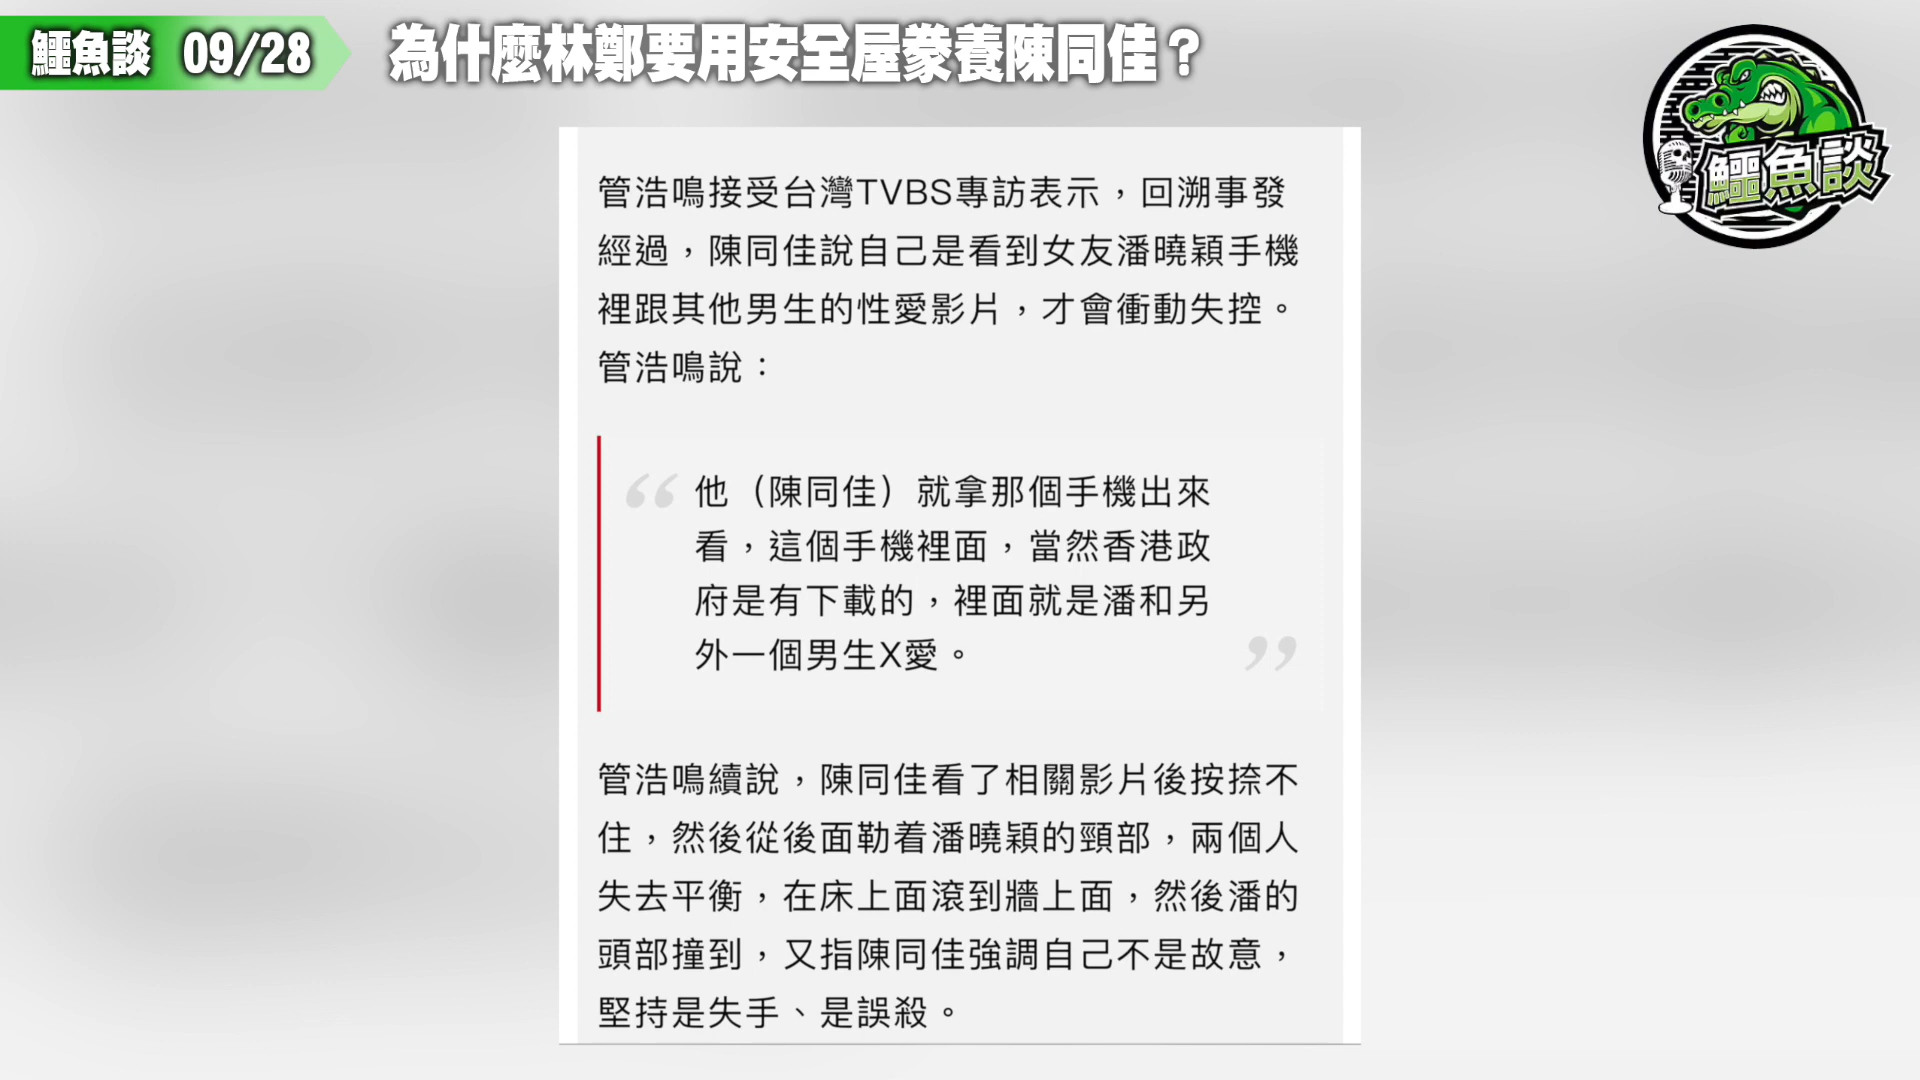 鱷魚談 09/28 為什麼林鄭要用安全屋豢養陳同佳？
鱷魚談
管浩鳴接受台灣TVBS專訪表示，回溯事發
經過，陳同佳說自己是看到女友潘曉穎手機
裡跟其他男生的性愛影片，才會衝動失控。
管浩鳴說：
“他（陳同佳）就拿那個手機出來
看，這個手機裡面，當然香港政
府是有下載的，裡面就是潘和另
外一個男生X愛。”
管浩鳴續說，陳同佳看了相關影片後按捺不
住，然後從後面勒着潘曉穎的頸部，兩個人
失去平衡，在床上面滾到牆上面，然後潘的
頭部撞到，又指陳同佳強調自己不是故意，
堅持是失手、是誤殺。